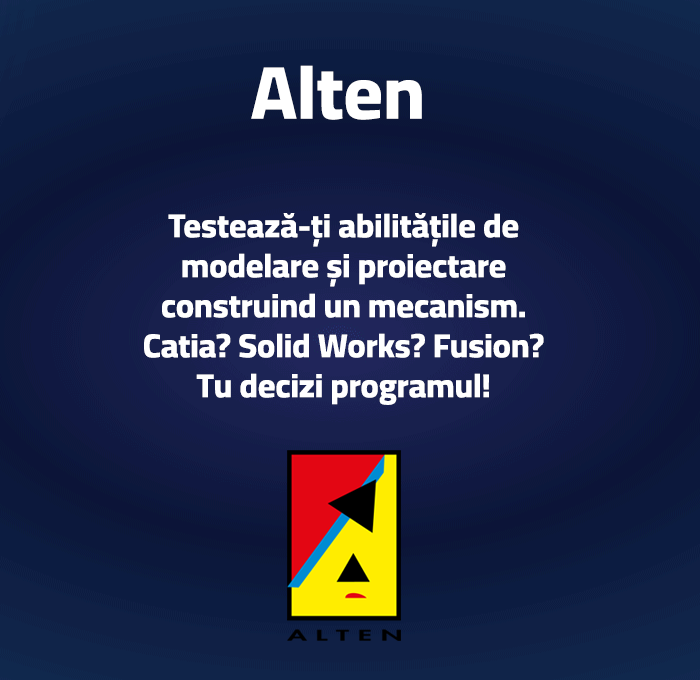 Alten
Testează-ți abilitățile de
modelare și proiectare
construind un mecanism.
Catia? Solid Works? Fusion?
Tu decizi programul!
ALTEN